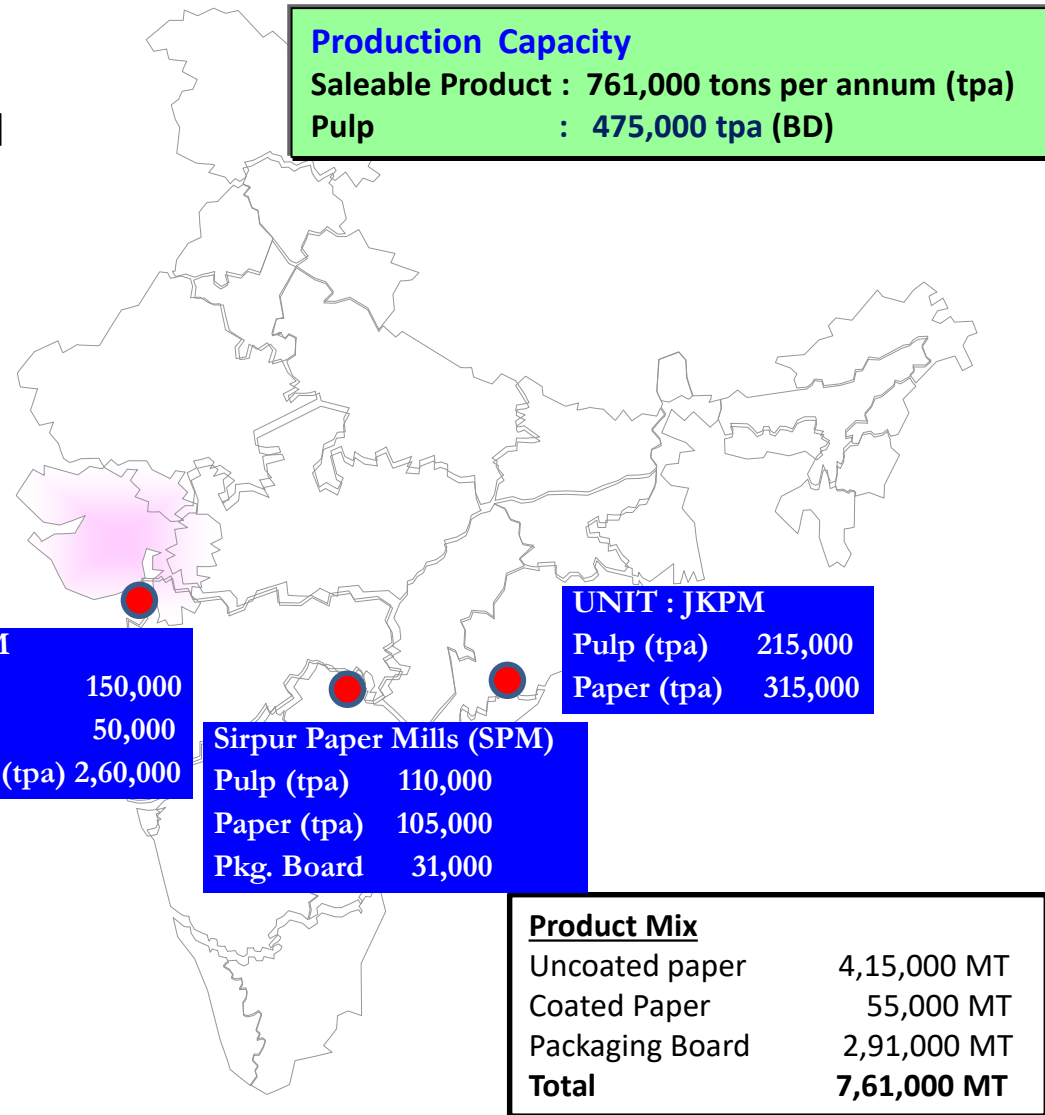 Production Capacity
Saleable Product : 761,000 tons per annum (tpa)
Pulp : 475,000 tpa (BD)
UNIT : JKPM
Pulp (tpa) 215,000
Paper (tpa) 315,000
M
150,000
50,000
(tpa) 2,60,000
Sirpur Paper Mills (SPM)
Pulp (tpa) 110,000
Paper (tpa) 105,000
Pkg. Board 31,000
Product Mix
Uncoated paper 4,15,000 MT
Coated Paper 55,000 MT
Packaging Board 2,91,000 MT
Total 7,61,000 MT